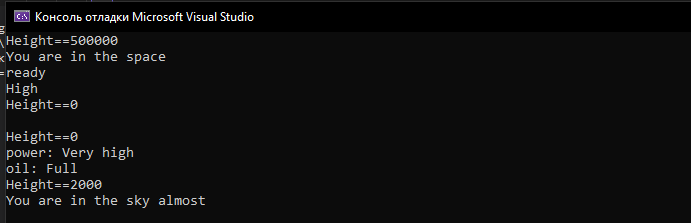 Консоль отладки Microsoft Visual Studio
Height==500000
You are in the space
ready
High
Height==0
Height==0
power: Very high
oil: Full
Height==2000
You are in the sky almost